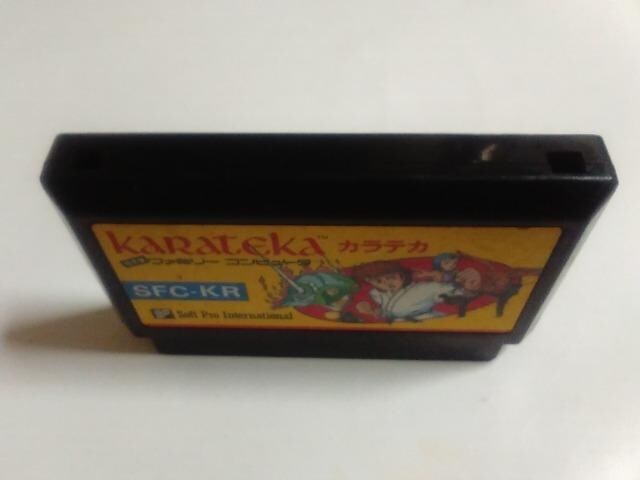 KARATEKA™ カラテカ
ファミリー コンピュータ
SFC-KR
Soft Pro International